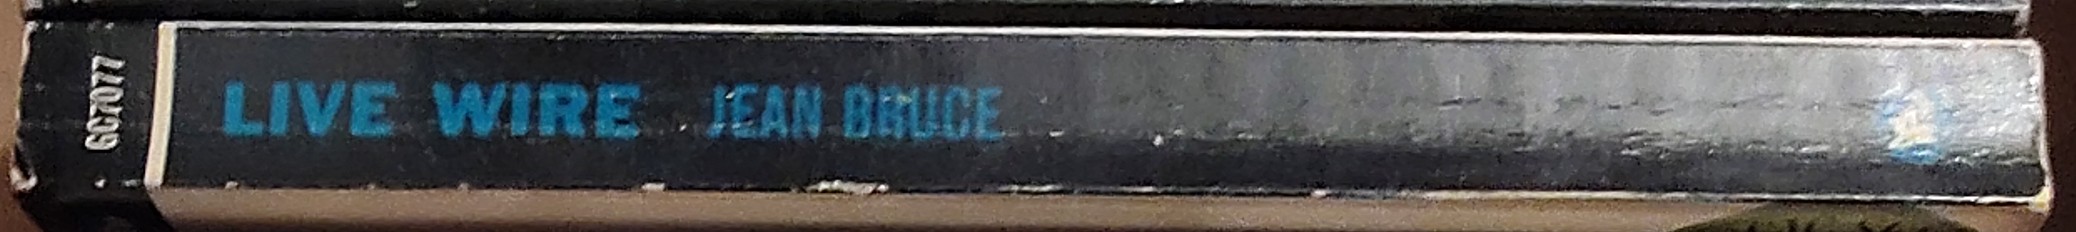 GC7077
LIVE WIRE JEAN BRUCE